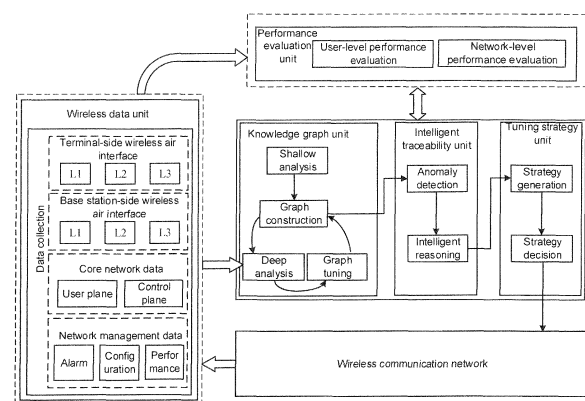 Performance
evaluation
unit
User-level performance
evaluation
Network-level
performance evaluation
Wireless data unit
Data collection
Terminal-side wireless air
interface
L1
L2
L3
Base station-side wireless
air interface
L1
L2
L3
Core network data
User plane
Control
plane
Network management data
Alarm
Config
uration
Perfor
mance
Knowledge graph unit
Shallow
analysis
Graph
construction
Deep
analysis
Graph
tuning
Intelligent
traceability unit
Anomaly
detection
Intelligent
reasoning
Tuning strategy
unit
Strategy
generation
Strategy
decision
Wireless communication network